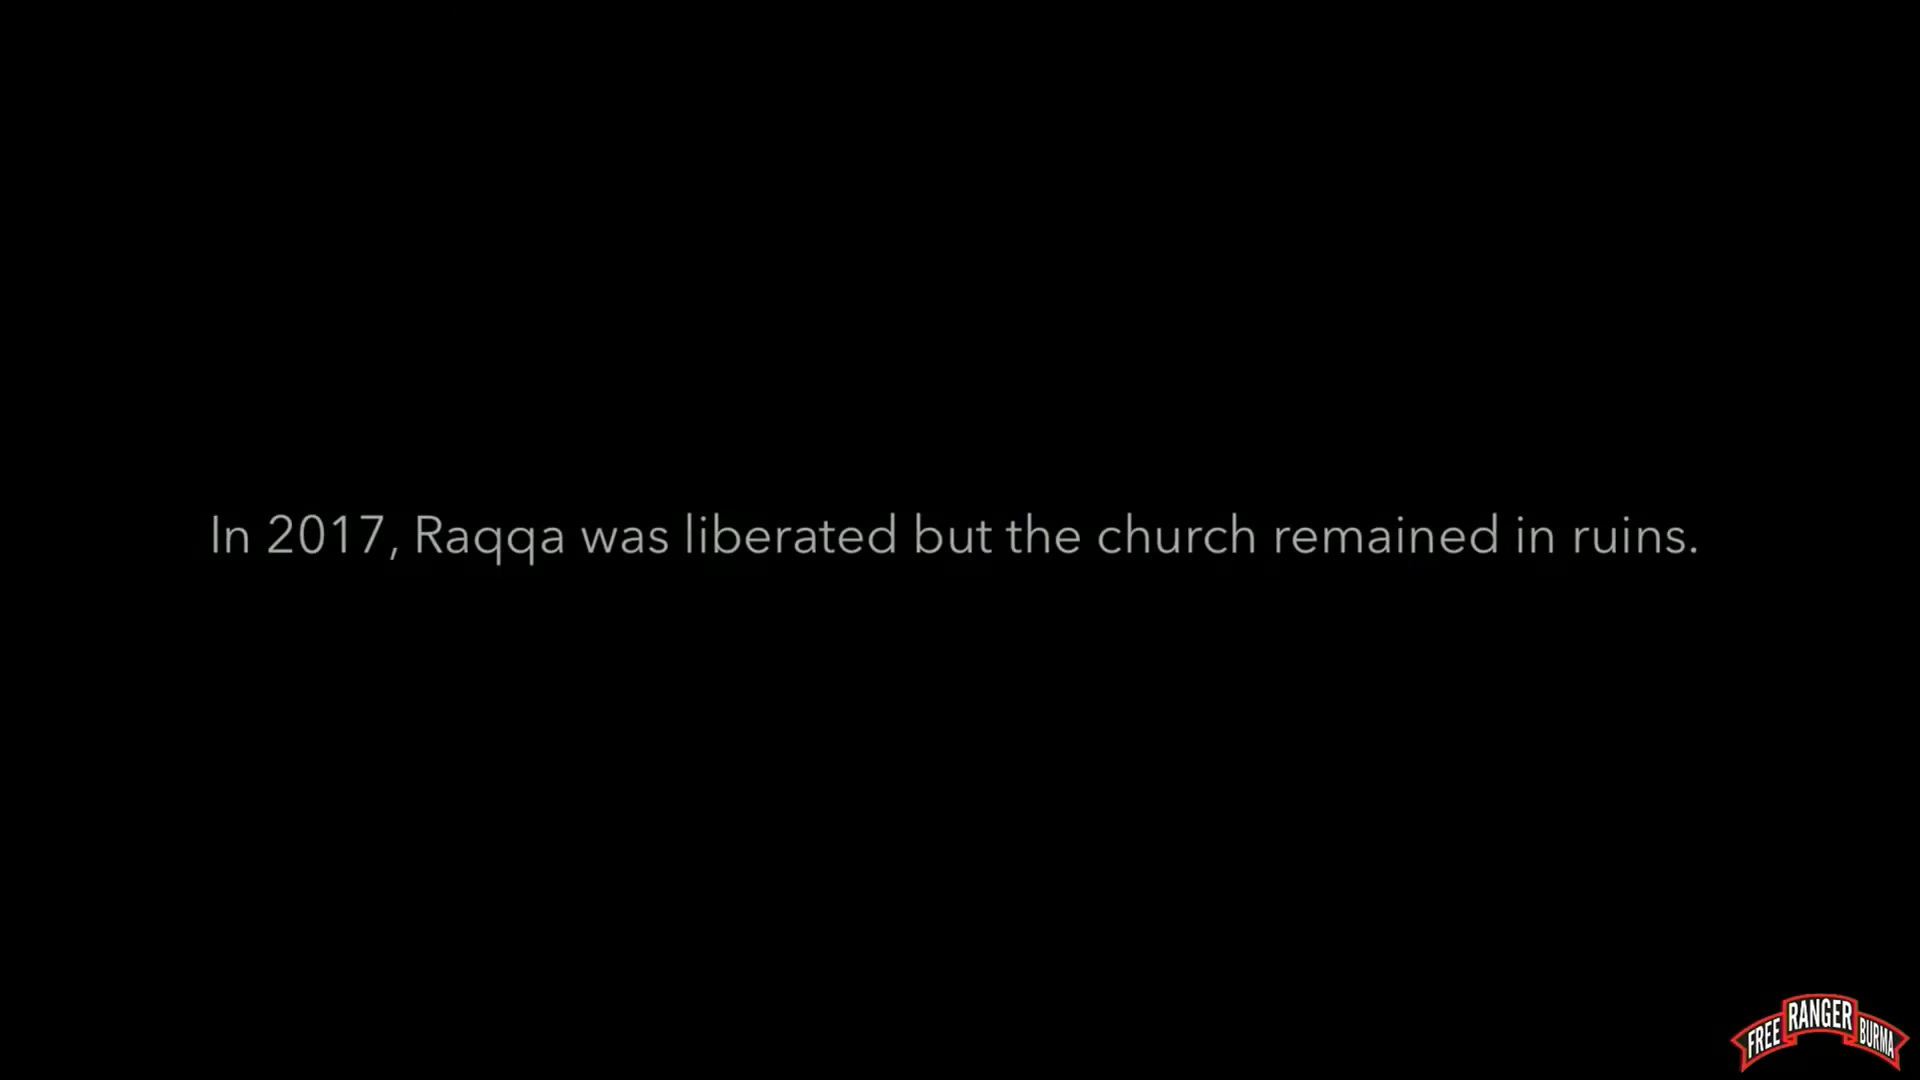 In 2017, Raqqa was liberated but the church remained in ruins.
FREE RANGER BURMA